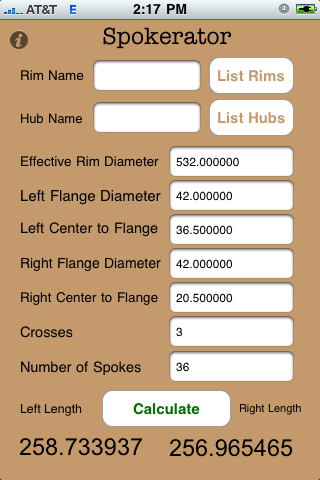 AT&T E 2:17 PM
Spokerator
Rim Name List Rims
Hub Name List Hubs
Effective Rim Diameter 532.000000
Left Flange Diameter 42.000000
Left Center to Flange 36.500000
Right Flange Diameter 42.000000
Right Center to Flange 20.500000
Crosses 3
Number of Spokes 36
Left Length Calculate Right Length
258.733937 256.965465